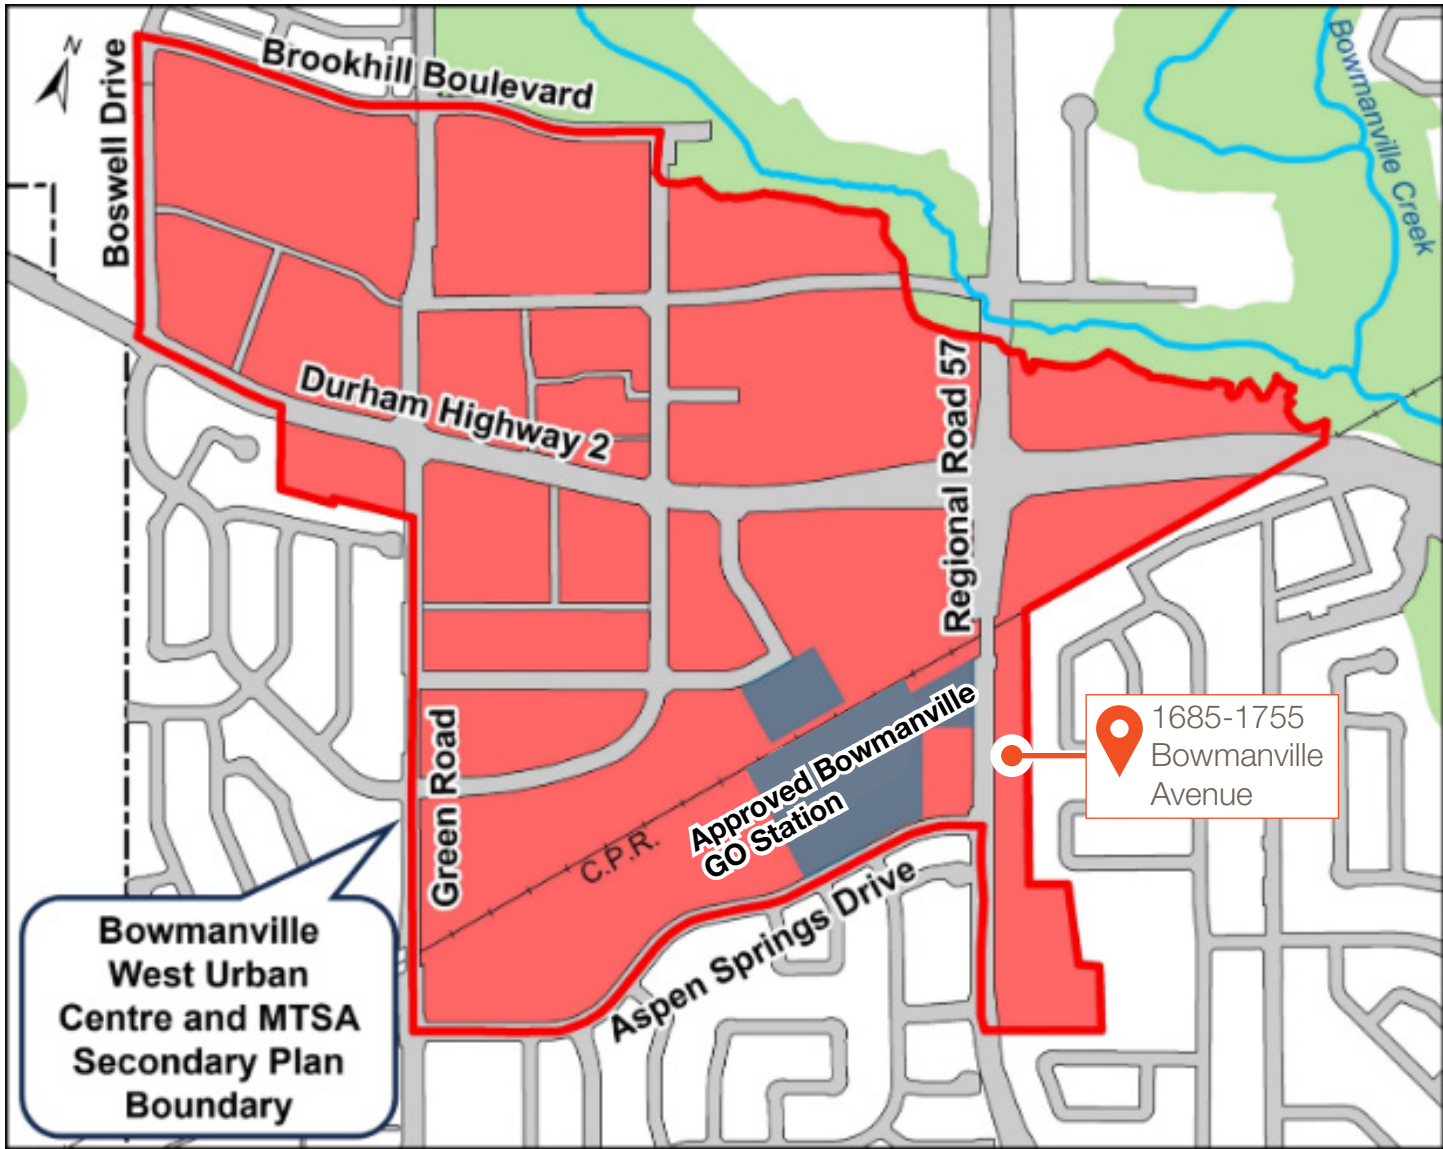 N
Brookhill Boulevard
Boswell Drive
Bowmanville Creek
Durham Highway 2
Regional Road 57
1685-1755
Bowmanville
Avenue
Approved Bowmanville
GO Station
Green Road
C.P.R.
Aspen Springs Drive
Bowmanville
West Urban
Centre and MTSA
Secondary Plan
Boundary